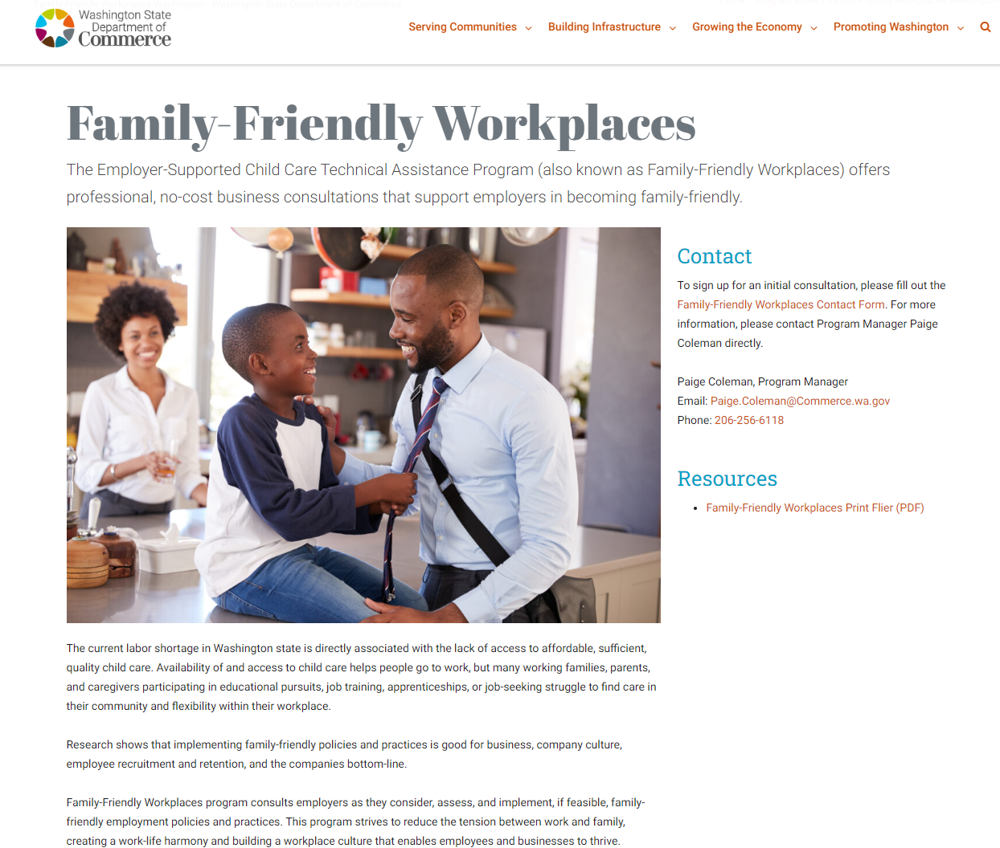 Washington State
Department of
Commerce
Serving Communities
Building Infrastructure
Growing the Economy
Promoting Washington
Family-Friendly Workplaces
The Employer-Supported Child Care Technical Assistance Program (also known as Family-Friendly Workplaces) offers
professional, no-cost business consultations that support employers in becoming family-friendly.
Contact
To sign up for an initial consultation, please fill out the
Family-Friendly Workplaces Contact Form. For more
information, please contact Program Manager Paige
Coleman directly.
Paige Coleman, Program Manager
Email: Paige.Coleman@Commerce.wa.gov
Phone: 206-256-6118
Resources
• Family-Friendly Workplaces Print Flier (PDF)
The current labor shortage in Washington state is directly associated with the lack of access to affordable, sufficient,
quality child care. Availability of and access to child care helps people go to work, but many working families, parents,
and caregivers participating in educational pursuits, job training, apprenticeships, or job-seeking struggle to find care in
their community and flexibility within their workplace.
Research shows that implementing family-friendly policies and practices is good for business, company culture,
employee recruitment and retention, and the companies bottom-line.
Family-Friendly Workplaces program consults employers as they consider, assess, and implement, if feasible, family-
friendly employment policies and practices. This program strives to reduce the tension between work and family,
creating a work-life harmony and building a workplace culture that enables employees and businesses to thrive.